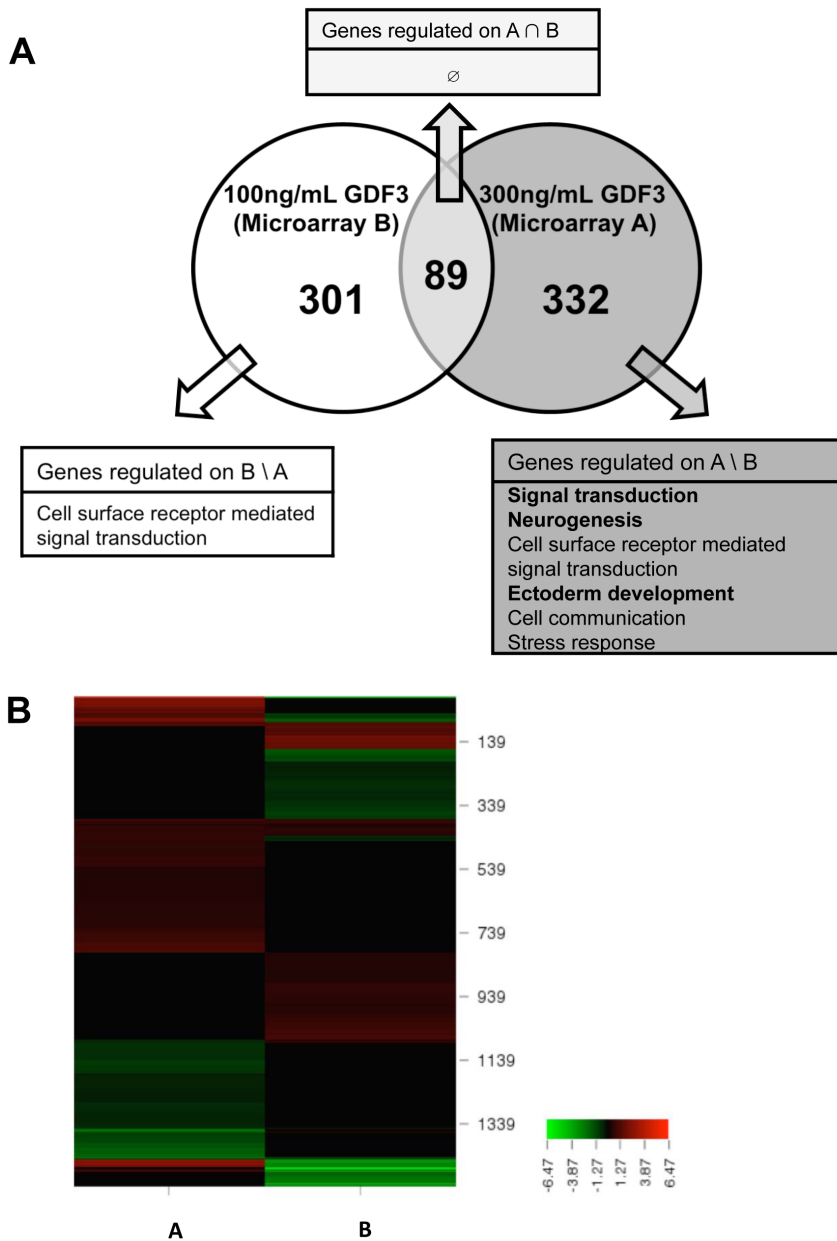 A
Genes regulated on A ∩ B
∅
100ng/mL GDF3
(Microarray B)
301
89
300ng/mL GDF3
(Microarray A)
332
Genes regulated on B \ A
Cell surface receptor mediated
signal transduction
Genes regulated on A \ B
Signal transduction
Neurogenesis
Cell surface receptor mediated
signal transduction
Ectoderm development
Cell communication
Stress response
B
139
339
539
739
939
1139
1339
-6.47
-3.87
-1.27
1.27
3.87
6.47
A
B